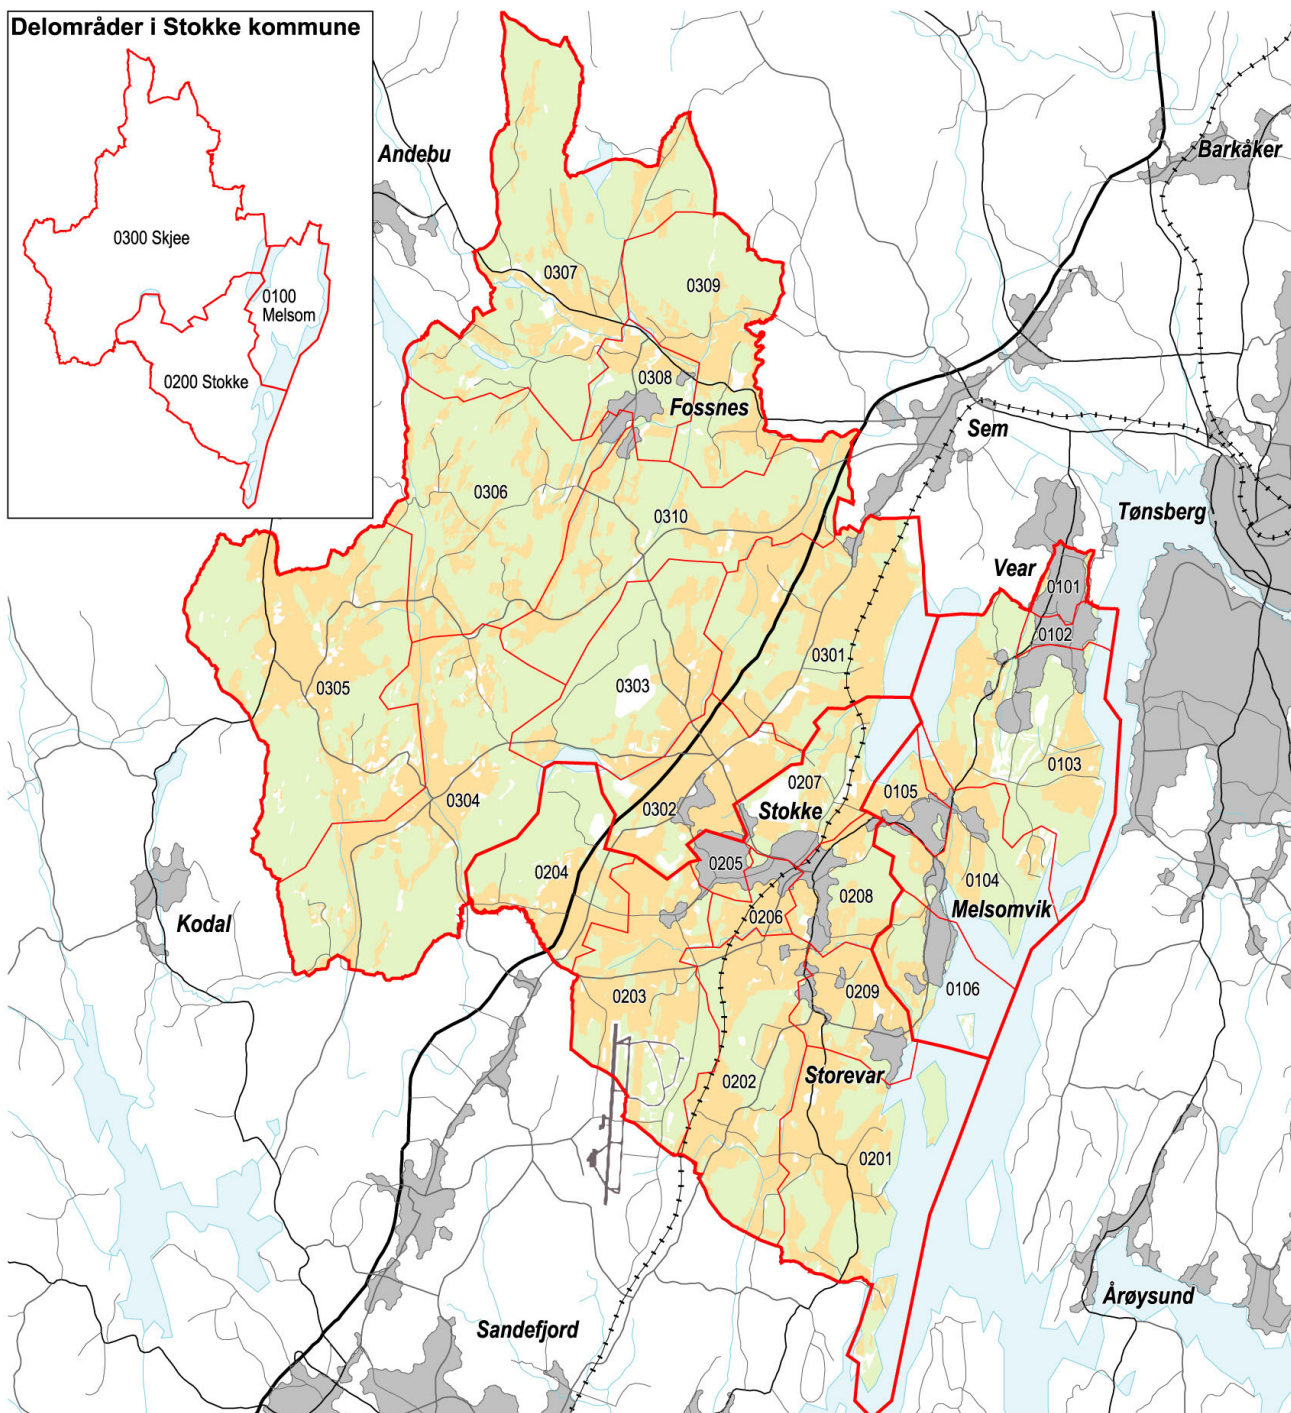 Delområder i Stokke kommune
0300 Skjee
0100
Melsom
0200 Stokke
Andebu
Barkåker
0307
0309
0308
Fossnes
Sem
0306
0310
Tønsberg
Vear
0101
0102
0301
0305
0303
0103
0207
0105
0304
0302
Stokke
0205
0204
0104
0208
Melsomvik
0206
Kodal
0203
0209
0106
0202
Storevar
0201
Årøysund
Sandefjord